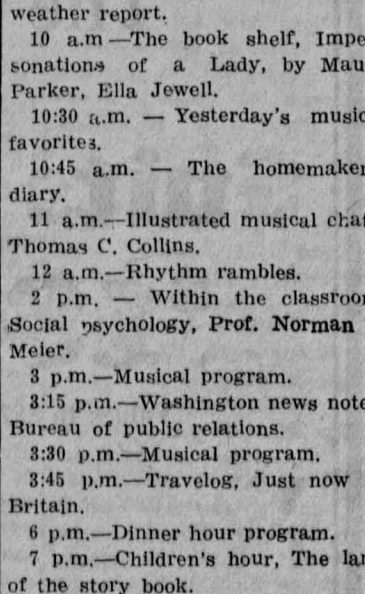 weather report.
10 a.m—The book shelf, Impe
sonations of a Lady, by Mau
Parker, Ella Jewell.
10:30 a.m. — Yesterday's music
favorites.
10:45 a.m. — The homemaker
diary.
11 a.m.—Illustrated musical chat
Thomas C. Collins.
12 a.m.—Rhythm rambles.
2 p.m. — Within the classroo
Social psychology, Prof. Norman
Meier.
3 p.m.—Musical program.
3:15 p.m.—Washington news note
Bureau of public relations.
3:30 p.m.—Musical program.
3:45 p.m.—Travelog, Just now
Britain.
6 p.m.—Dinner hour program.
7 p.m.—Children's hour, The lan
of the story book.